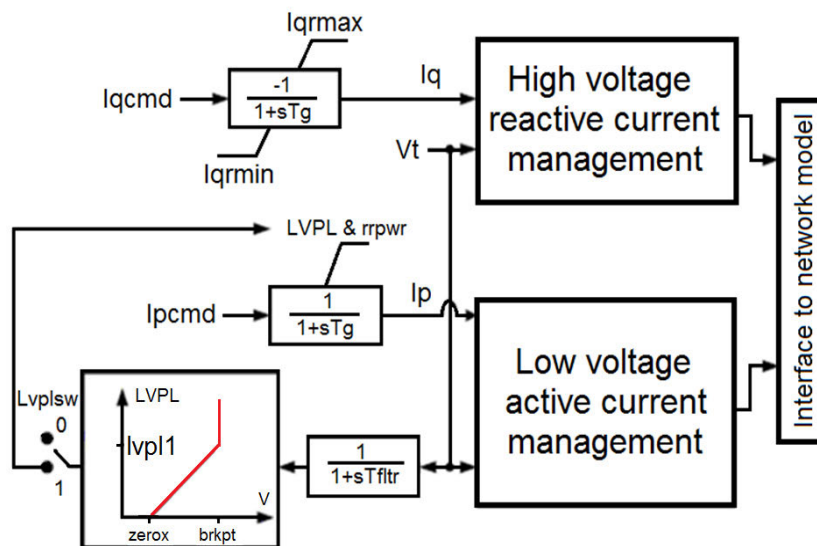 Iqrmax
Iqcmd
-1
1+sTg
Iqrmin
Iq
Vt
High voltage
reactive current
management
Interface to network model
LVPL & rrpwr
Ipcmd
1
1+sTg
Ip
Low voltage
active current
management
Lvplsw
0
1
LVPL
lvpl1
V
zerox
brkpt
1
1+sTfltr